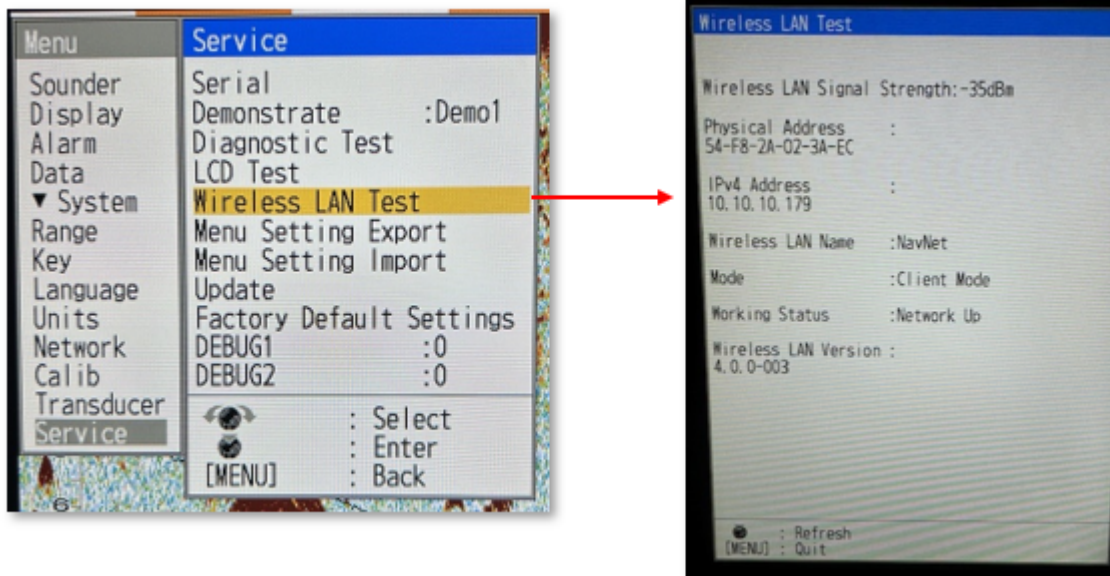 Menu
Sounder
Display
Alarm
Data
▼ System
Range
Key
Language
Units
Network
Calib
Transducer
Service
Service
Serial
Demonstrate :Demo1
Diagnostic Test
LCD Test
Wireless LAN Test
Menu Setting Export
Menu Setting Import
Update
Factory Default Settings
DEBUG1 :0
DEBUG2 :0
: Select
: Enter
[MENU] : Back
6
Wireless LAN Test
Wireless LAN Signal Strength:-35dBm
Physical Address :
54-F8-2A-02-3A-EC
IPv4 Address :
10.10.10.179
Wireless LAN Name :NavNet
Mode :Client Mode
Working Status :Network Up
Wireless LAN Version :
4.0.0-003
: Refresh
[MENU] : Quit